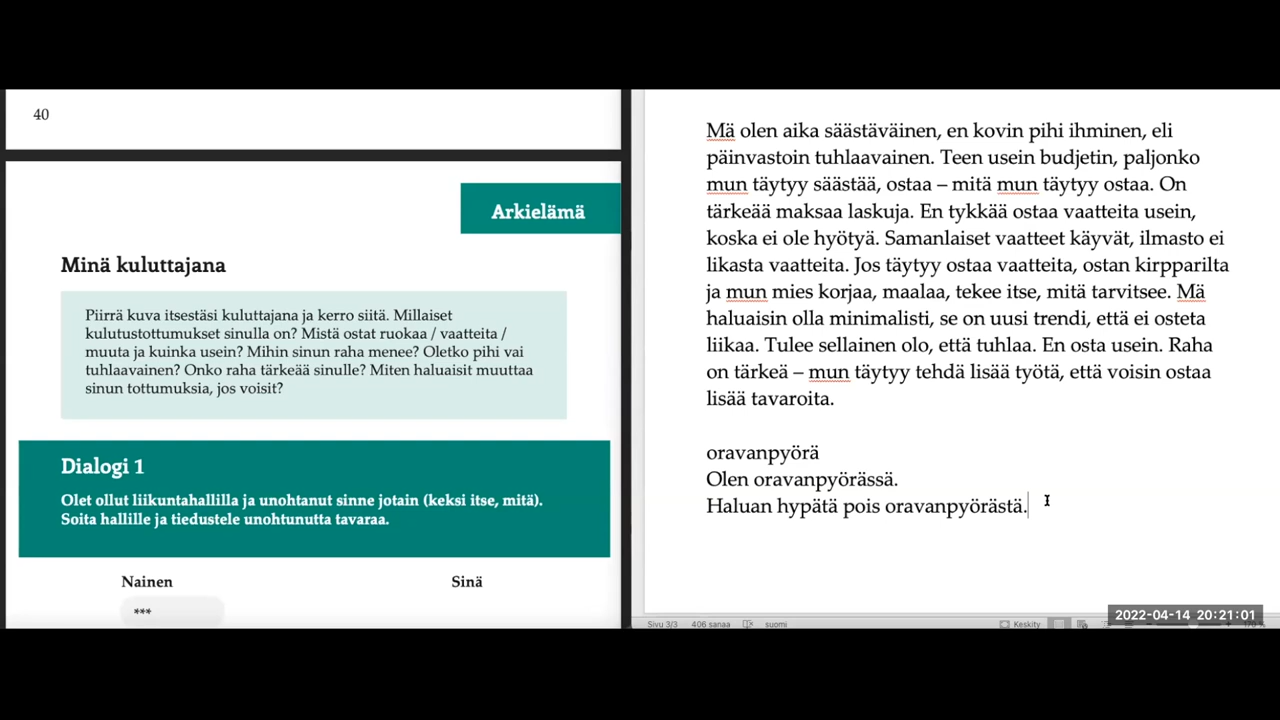 40
Arkielämä
Minä kuluttajana
Piirrä kuva itsestäsi kuluttajana ja kerro siitä. Millaiset
kulutustottumukset sinulla on? Mistä ostat ruokaa / vaatteita /
muuta ja kuinka usein? Mihin sinun raha menee? Oletko pihi vai
tuhlaavainen? Onko raha tärkeää sinulle? Miten haluaisit muuttaa
sinun tottumuksia, jos voisit?
Dialogi 1
Olet ollut liikuntahallilla ja unohtanut sinne jotain (keksi itse, mitä).
Soita hallille ja tiedustele unohtunutta tavaraa.
Nainen Sinä
***
Mä olen aika säästäväinen, en kovin pihi ihminen, eli
päinvastoin tuhlaavainen. Teen usein budjetin, paljonko
mun täytyy säästää, ostaa – mitä mun täytyy ostaa. On
tärkeää maksaa laskuja. En tykkää ostaa vaatteita usein,
koska ei ole hyötyä. Samanlaiset vaatteet käyvät, ilmasto ei
likasta vaatteita. Jos täytyy ostaa vaatteita, ostan kirpparilta
ja mun mies korjaa, maalaa, tekee itse, mitä tarvitsee. Mä
haluaisin olla minimalisti, se on uusi trendi, että ei osteta
liikaa. Tulee sellainen olo, että tuhlaa. En osta usein. Raha
on tärkeä – mun täytyy tehdä lisää työtä, että voisin ostaa
lisää tavaroita.
oravanpyörä
Olen oravanpyörässä.
Haluan hypätä pois oravanpyörästä.
Sivu 3/3 406 sanaa suomi Keskity
2022-04-14 20:21:01